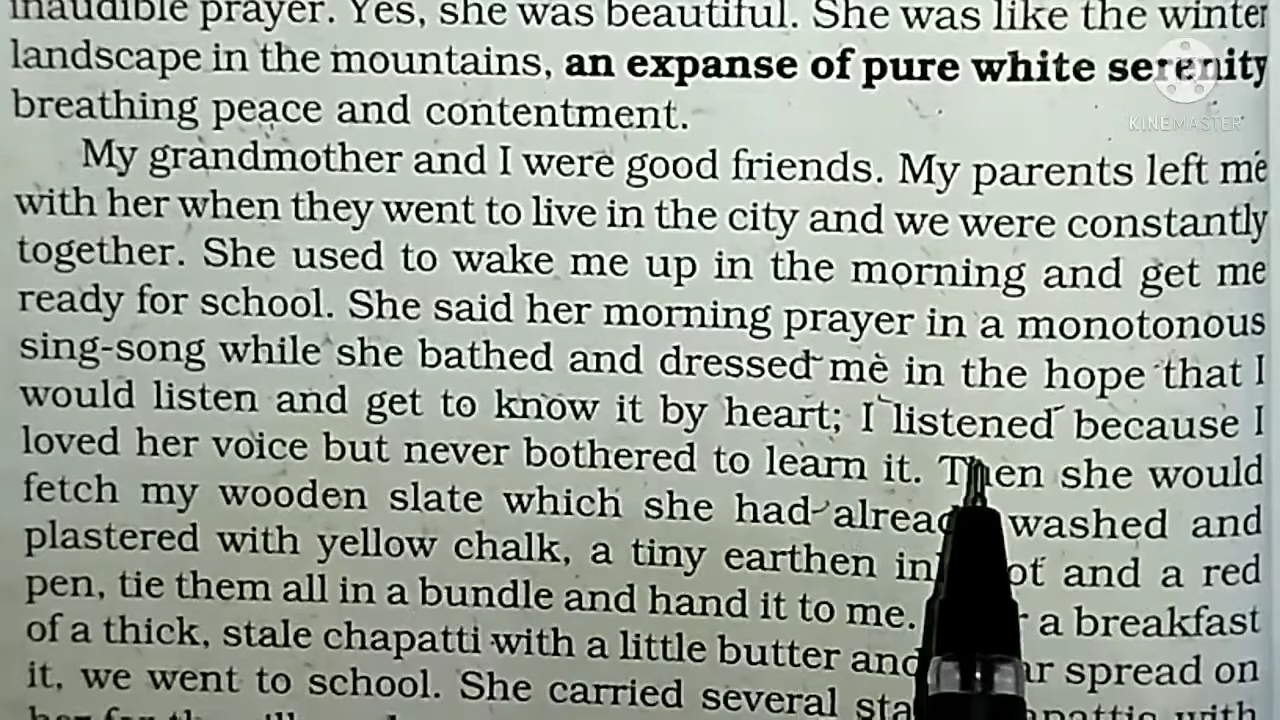 inaudible prayer. Yes, she was beautiful. She was like the winter
landscape in the mountains, an expanse of pure white serenity
breathing peace and contentment.
My grandmother and I were good friends. My parents left me
with her when they went to live in the city and we were constantly
together. She used to wake me up in the morning and get me
ready for school. She said her morning prayer in a monotonous
sing-song while she bathed and dressed me in the hope that I
would listen and get to know it by heart; I listened because I
loved her voice but never bothered to learn it. Then she would
fetch my wooden slate which she had already washed and
plastered with yellow chalk, a tiny earthen and a red
pen, tie them all in a bundle and hand it to me. a breakfast
of a thick, stale chapatti with a little butter and spread on
it, we went to school. She carried several with
KINEMASTER